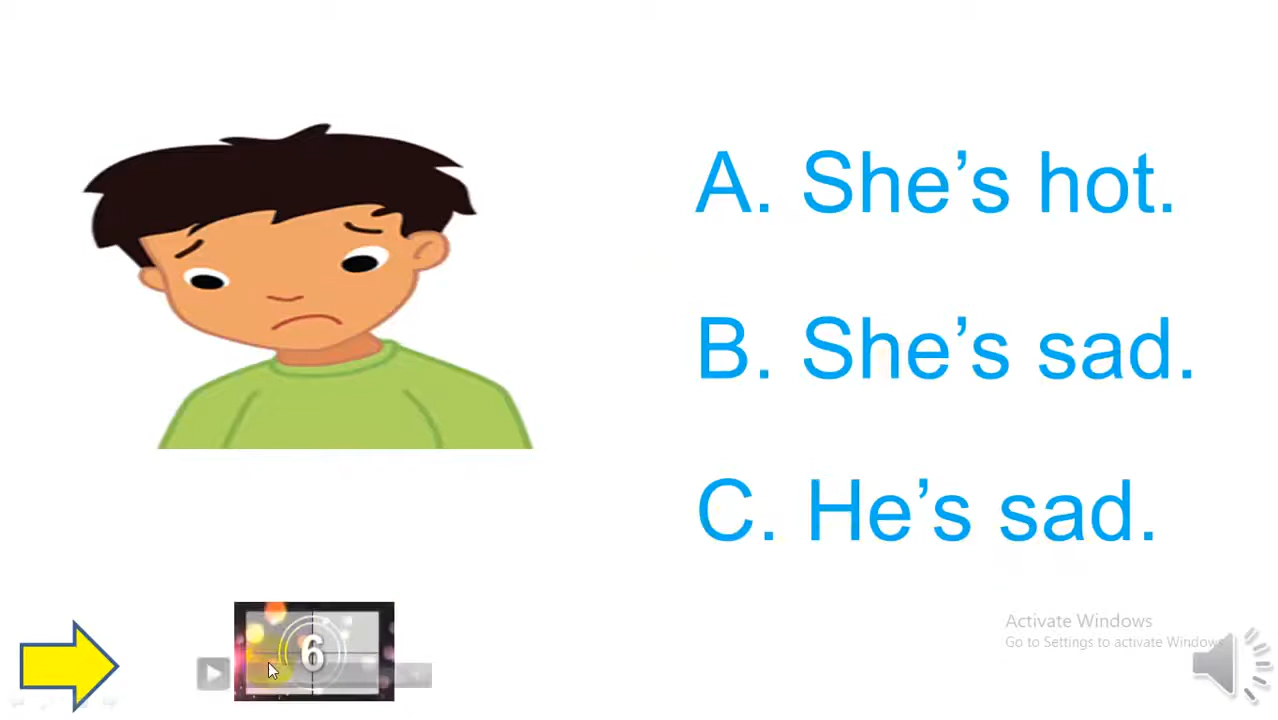 A. She’s hot.
B. She’s sad.
C. He’s sad.
6
Activate Windows
Go to Settings to activate Windows.